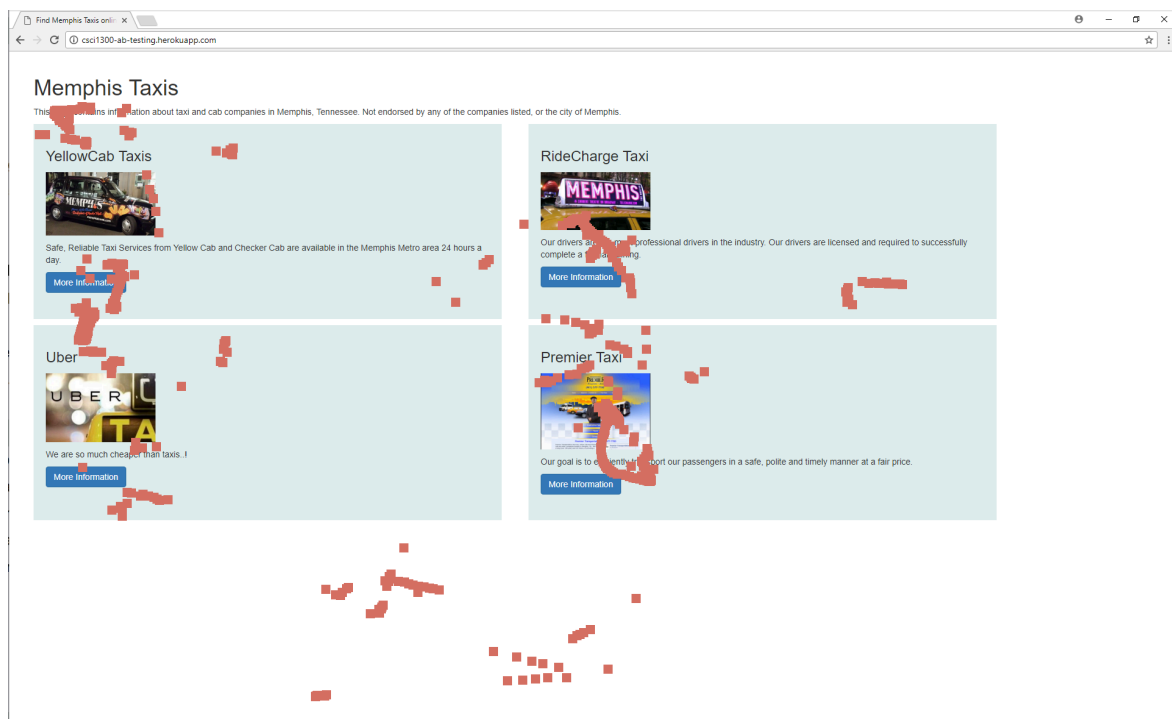 Find Memphis Taxis onlin
csci1300-ab-testing.herokuapp.com
Memphis Taxis
This information about taxi and cab companies in Memphis, Tennessee. Not endorsed by any of the companies listed, or the city of Memphis.
YellowCab Taxis
MEMPHIS
Safe, Reliable Taxi Services from Yellow Cab and Checker Cab are available in the Memphis Metro area 24 hours a
day.
More Information
RideCharge Taxi
MEMPHIS
Our drivers professional drivers in the industry. Our drivers are licensed and required to successfully
complete a
More Information
Uber
UBER
TA
We are so much cheaper than taxis..!
More Information
Premier Taxi
Our goal is to efficiently transport our passengers in a safe, polite and timely manner at a fair price.
More Information